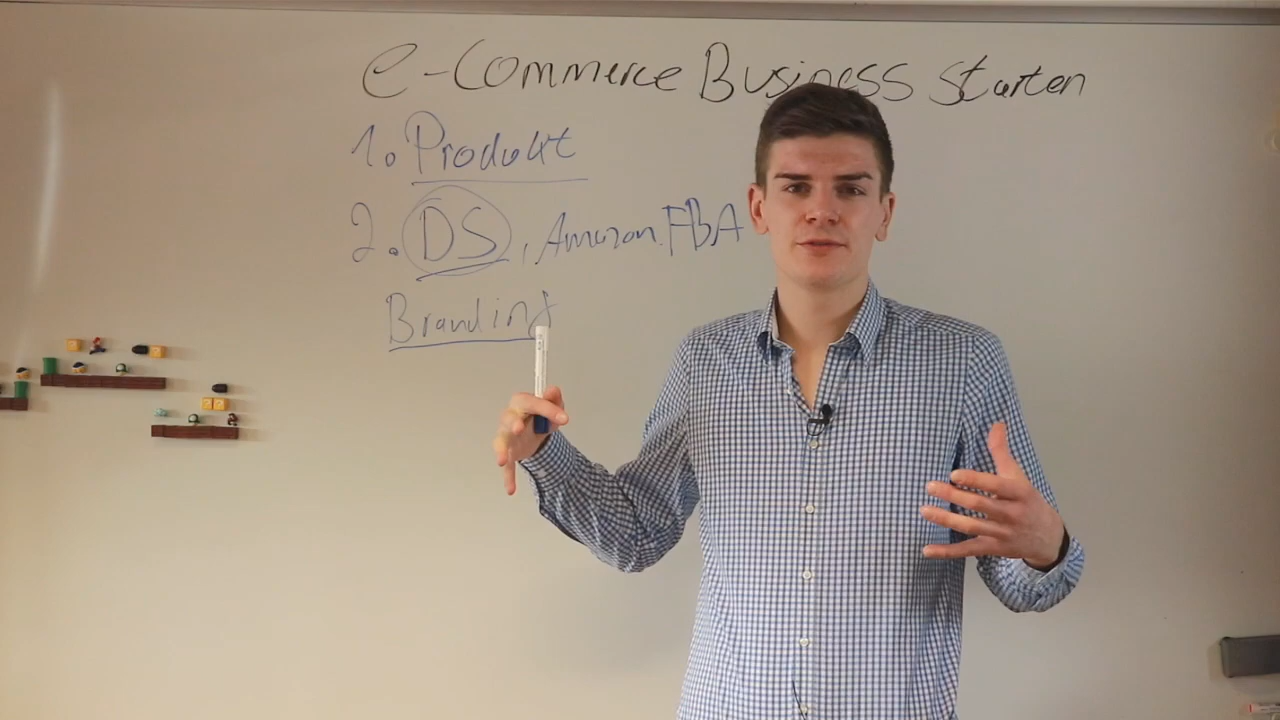 e-Commerce Business Starten
1. Produkt
2. DS, Amazon FBA
Branding